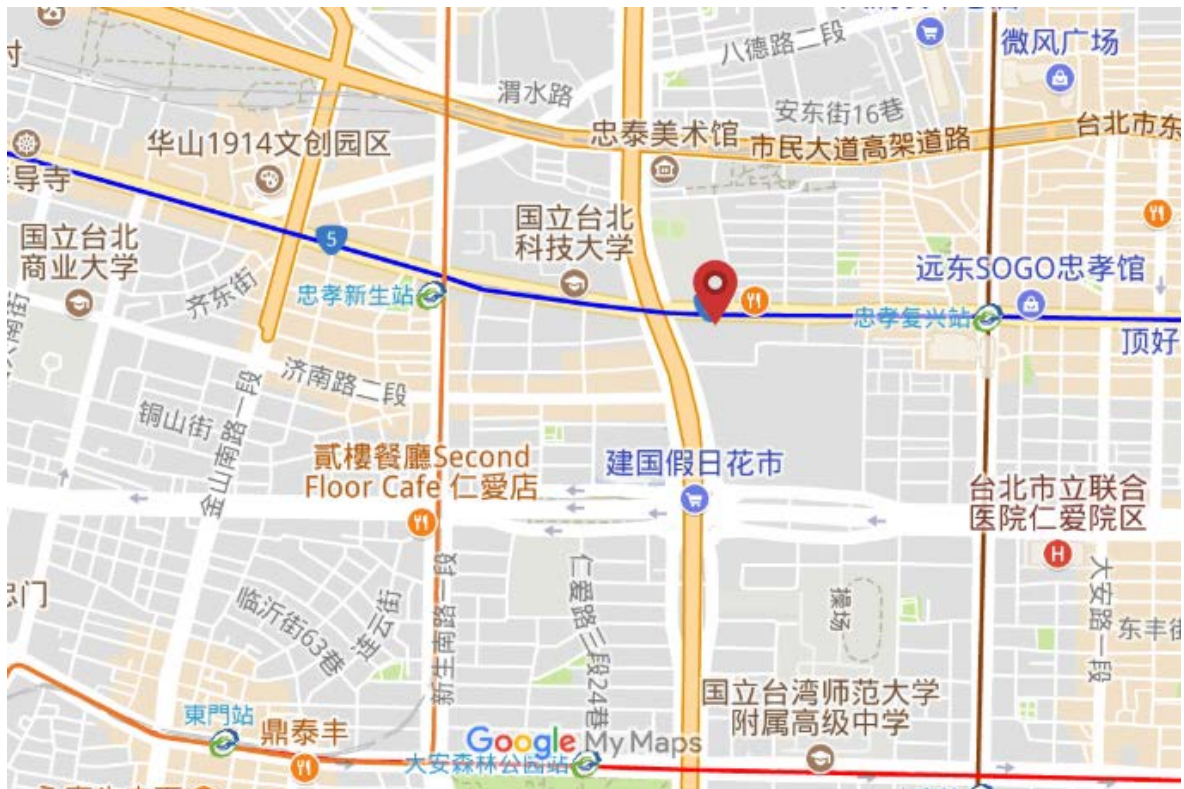 八德路二段
微风广场
渭水路
安东街16巷
忠泰美术馆
市民大道高架道路
台北市东
华山1914文创园区
导寺
国立台北
科技大学
国立台北
商业大学
5
远东SOGO忠孝馆
齐东街
忠孝新生站
忠孝复兴站
顶好
济南路二段
铜山街
金山南路一段
貳樓餐廳Second
Floor Cafe 仁愛店
建国假日花市
台北市立联合
医院仁爱院区
H
新生南路一段
仁爱路三段24巷
操场
大安路一段
东丰街
临沂街63巷
连云街
国立台湾师范大学
附属高级中学
東門站
鼎泰丰
Google My Maps
大安森林公园站